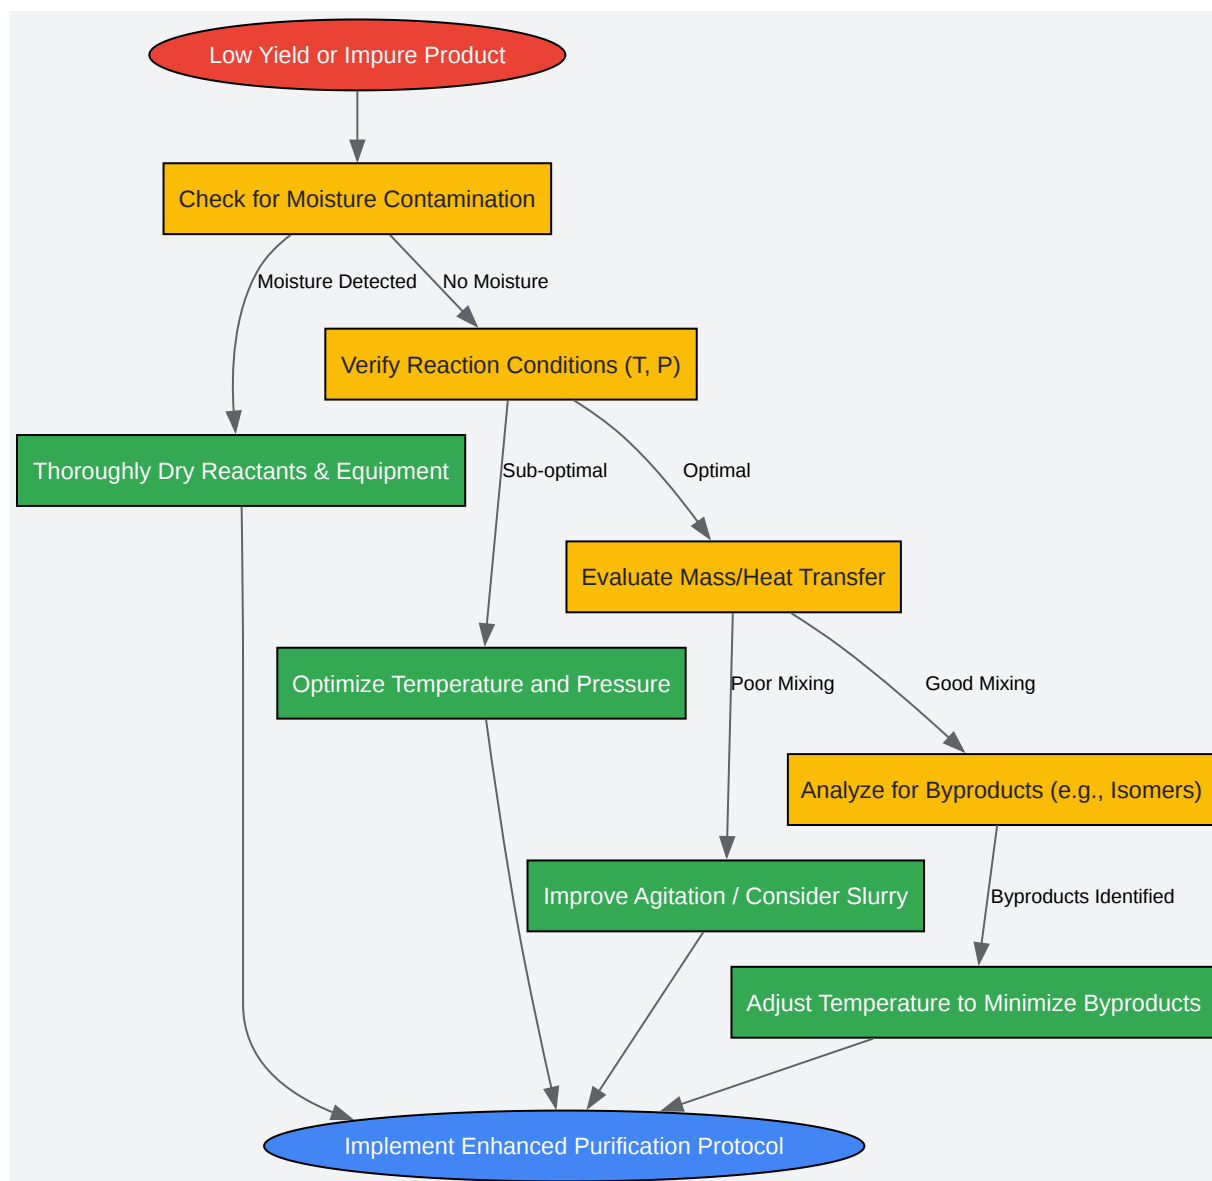 Low Yield or Impure Product
Check for Moisture Contamination
Moisture Detected
No Moisture
Verify Reaction Conditions (T, P)
Thoroughly Dry Reactants & Equipment
Sub-optimal
Optimal
Evaluate Mass/Heat Transfer
Optimize Temperature and Pressure
Poor Mixing
Good Mixing
Analyze for Byproducts (e.g., Isomers)
Improve Agitation / Consider Slurry
Byproducts Identified
Adjust Temperature to Minimize Byproducts
Implement Enhanced Purification Protocol